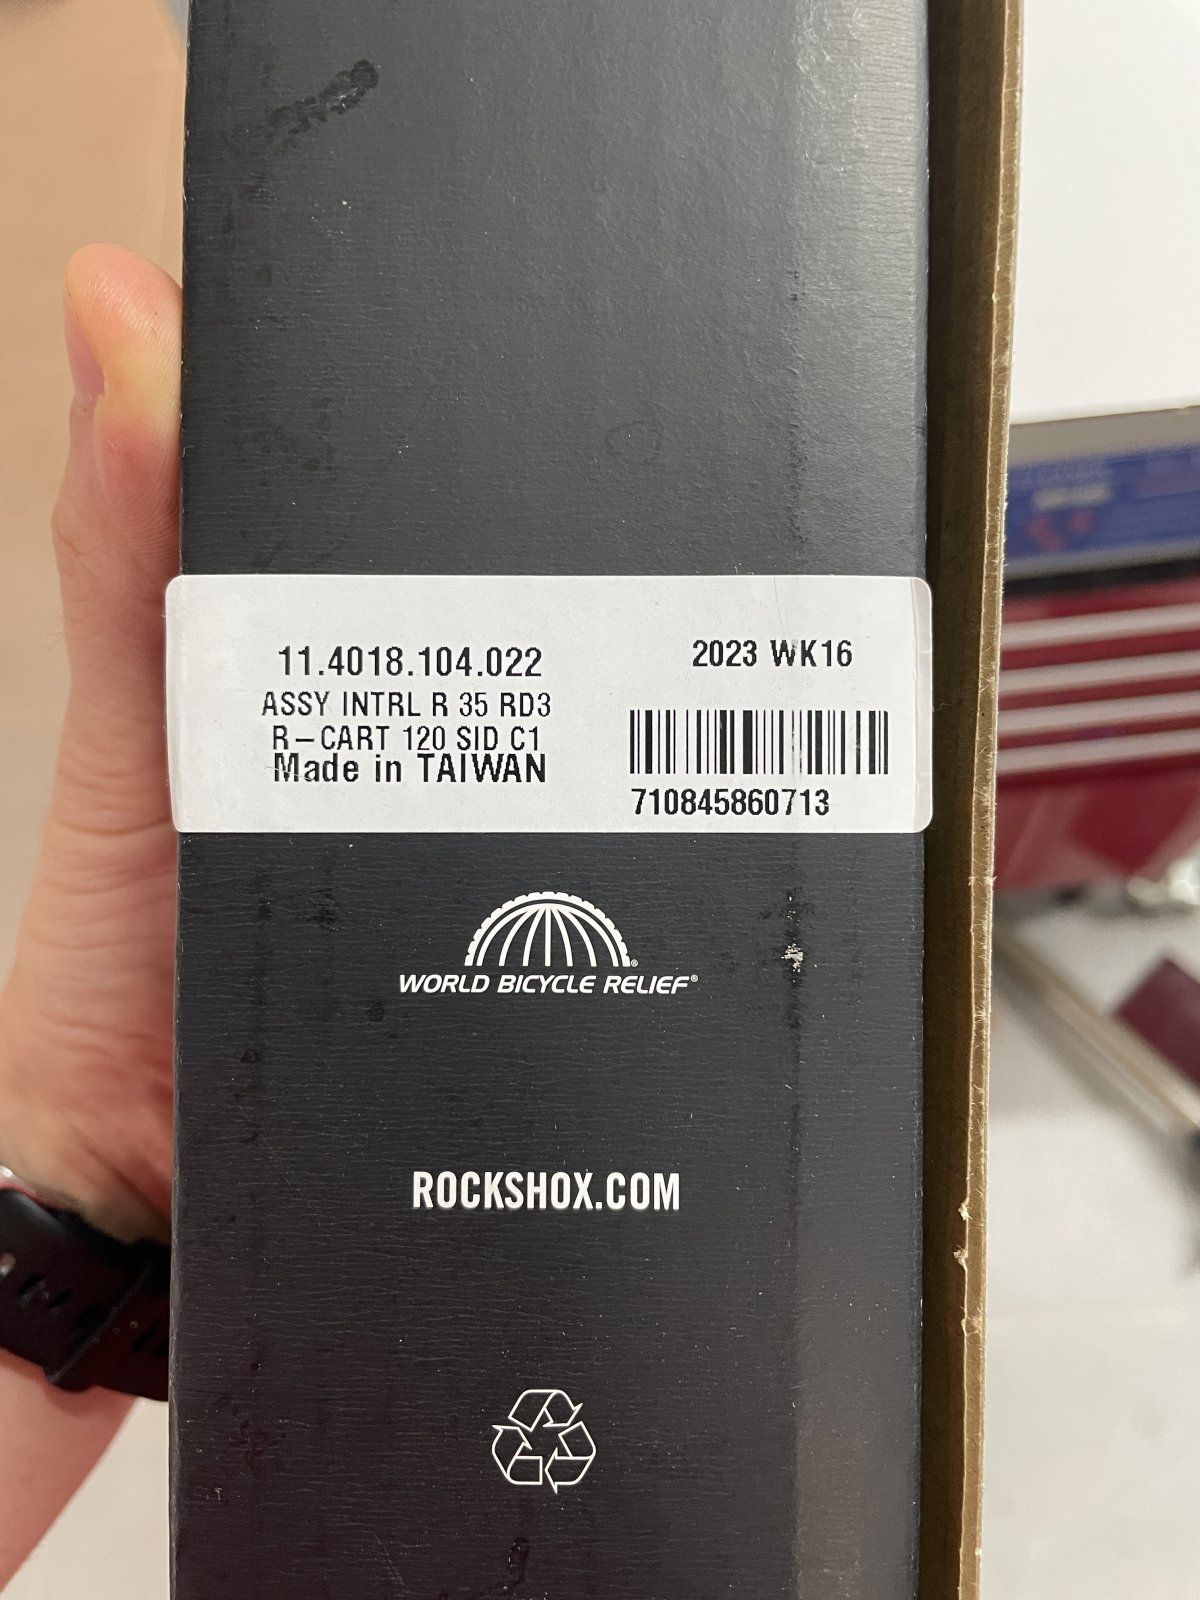 11.4018.104.022
ASSY INTRL R 35 RD3
R-CART 120 SID C1
Made in TAIWAN
2023 WK16
710845860713
WORLD BICYCLE RELIEF®
ROCKSHOX.COM